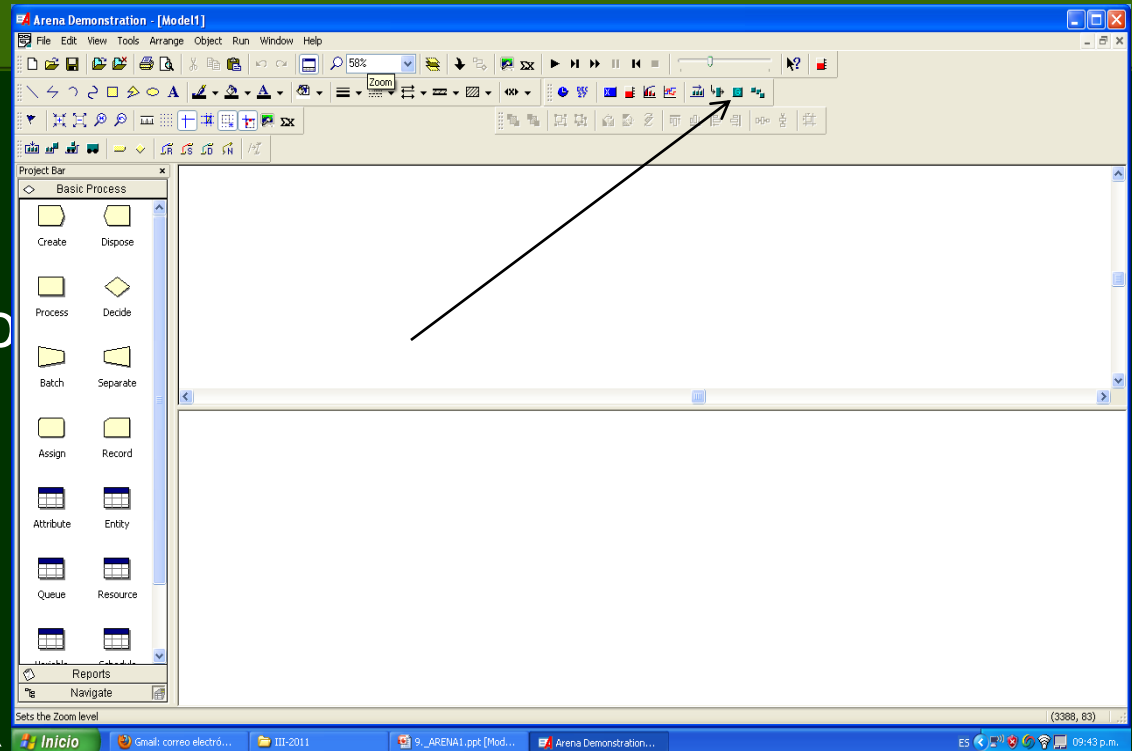 Arena Demonstration - [Model1]
File Edit View Tools Arrange Object Run Window Help
58%
Zoom
Project Bar
Basic Process
Create Dispose
Process Decide
Batch Separate
Assign Record
Attribute Entity
Queue Resource
Variable Schedule
Reports
Navigate
Sets the Zoom level
(3388, 83)
Inicio
Gmail: correo electró...
III-2011
9._ARENA1.ppt [Mod...
Arena Demonstration...
ES
09:43 p.m.